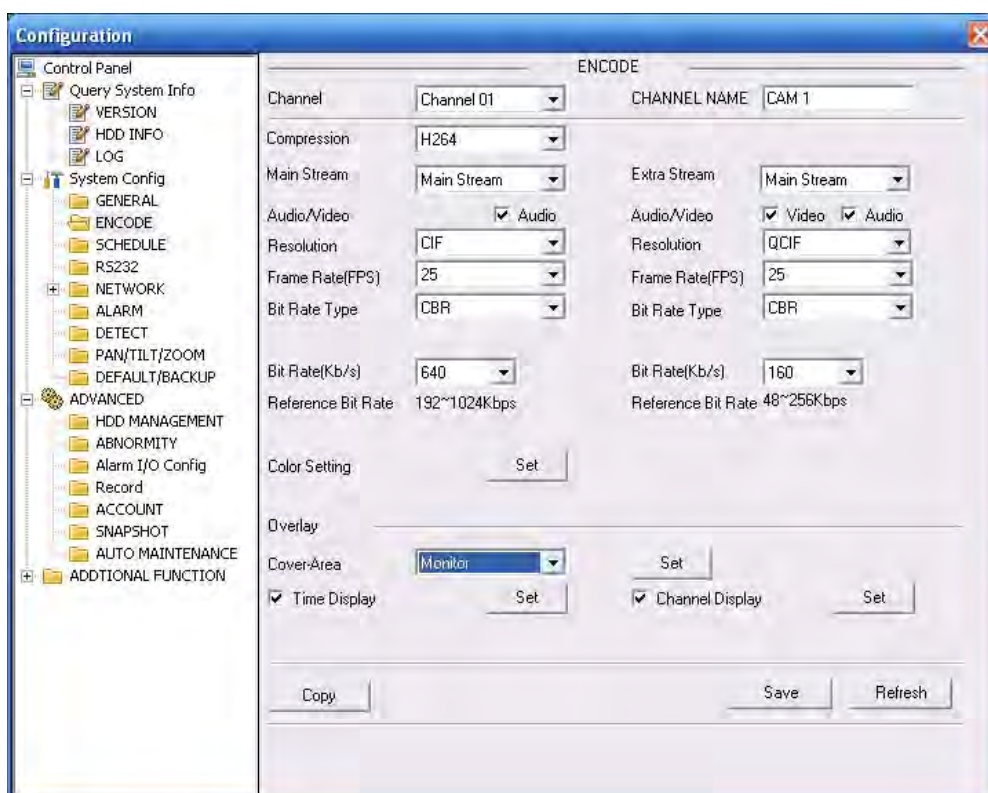 Configuration
Control Panel
Query System Info
VERSION
HDD INFO
LOG
System Config
GENERAL
ENCODE
SCHEDULE
RS232
NETWORK
ALARM
DETECT
PAN/TILT/ZOOM
DEFAULT/BACKUP
ADVANCED
HDD MANAGEMENT
ABNORMITY
Alarm I/O Config
Record
ACCOUNT
SNAPSHOT
AUTO MAINTENANCE
ADDTIONAL FUNCTION
ENCODE
Channel Channel 01 CHANNEL NAME CAM 1
Compression H264
Main Stream Main Stream Extra Stream Main Stream
Audio/Video Audio Audio/Video Video Audio
Resolution CIF Resolution QCIF
Frame Rate(FPS) 25 Frame Rate(FPS) 25
Bit Rate Type CBR Bit Rate Type CBR
Bit Rate(Kb/s) 640 Bit Rate(Kb/s) 160
Reference Bit Rate 192~1024Kbps Reference Bit Rate 48~256Kbps
Color Setting Set
Overlay
Cover-Area Monitor Set
Time Display Set Channel Display Set
Copy Save Refresh